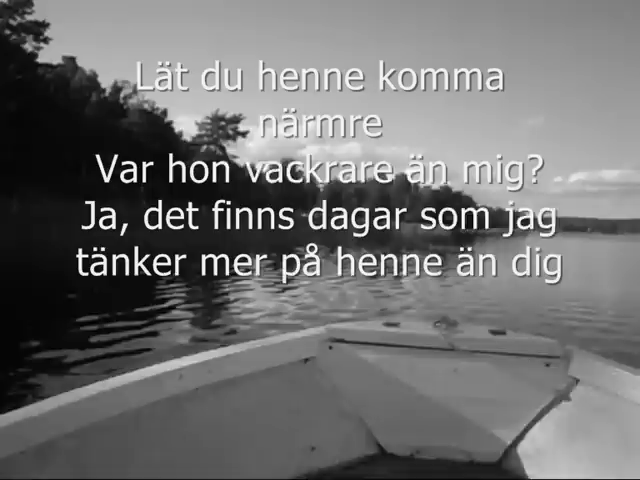 Lät du henne komma
närmre
Var hon vackrare än mig?
Ja, det finns dagar som jag
tänker mer på henne än dig